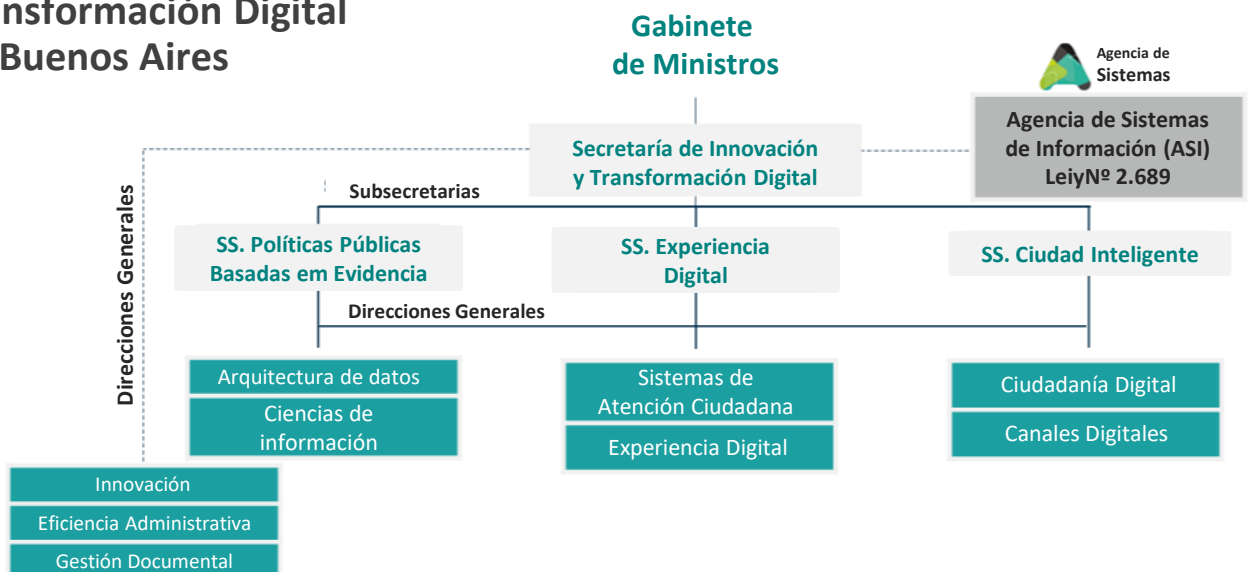 nsformación Digital
Buenos Aires
Gabinete
de Ministros
Agencia de
Sistemas
Agencia de Sistemas
de Información (ASI)
LeiyNº 2.689
Secretaría de Innovación
y Transformación Digital
Subsecretarias
Direcciones Generales
SS. Políticas Públicas
Basadas em Evidencia
SS. Experiencia
Digital
SS. Ciudad Inteligente
Direcciones Generales
Arquitectura de datos
Ciencias de
información
Sistemas de
Atención Ciudadana
Experiencia Digital
Ciudadanía Digital
Canales Digitales
Innovación
Eficiencia Administrativa
Gestión Documental